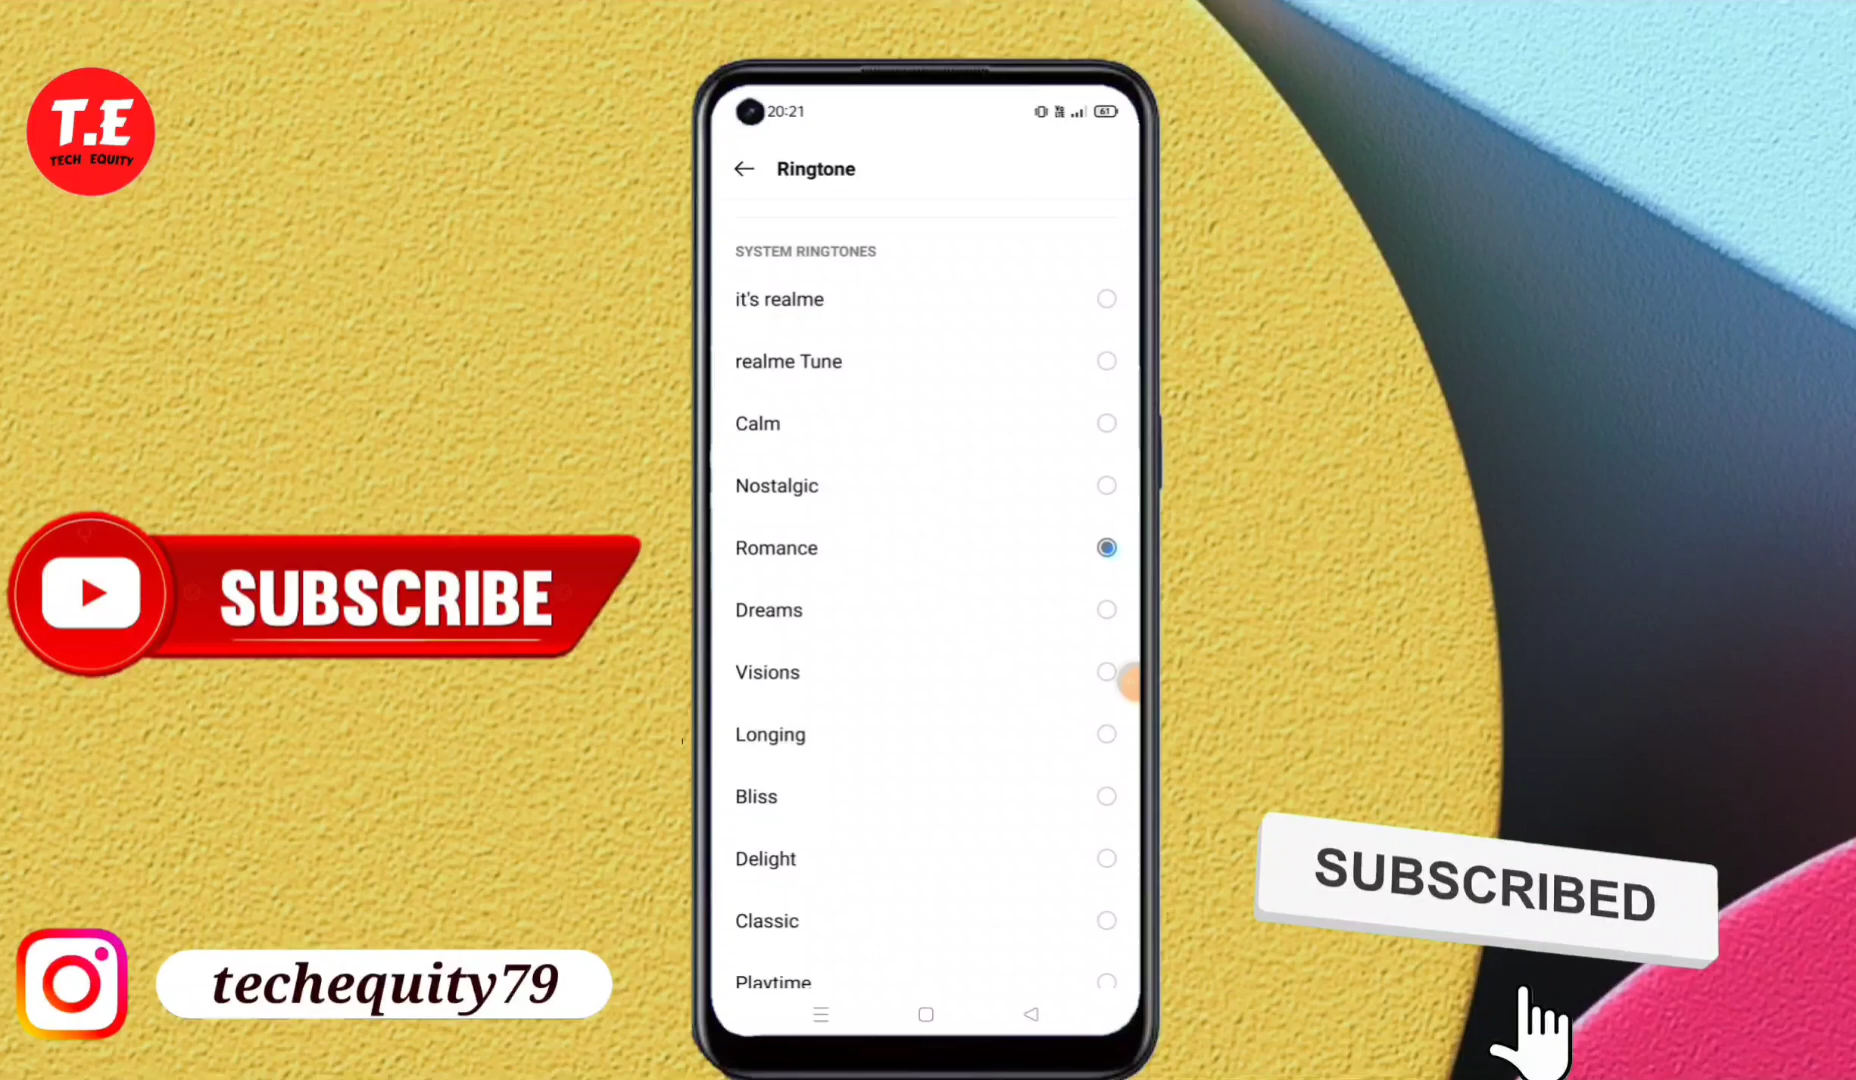 T.E
TECH EQUITY
SUBSCRIBE
techequity79
20:21
61
Ringtone
SYSTEM RINGTONES
it's realme
realme Tune
Calm
Nostalgic
Romance
Dreams
Visions
Longing
Bliss
Delight
Classic
Playtime
SUBSCRIBED